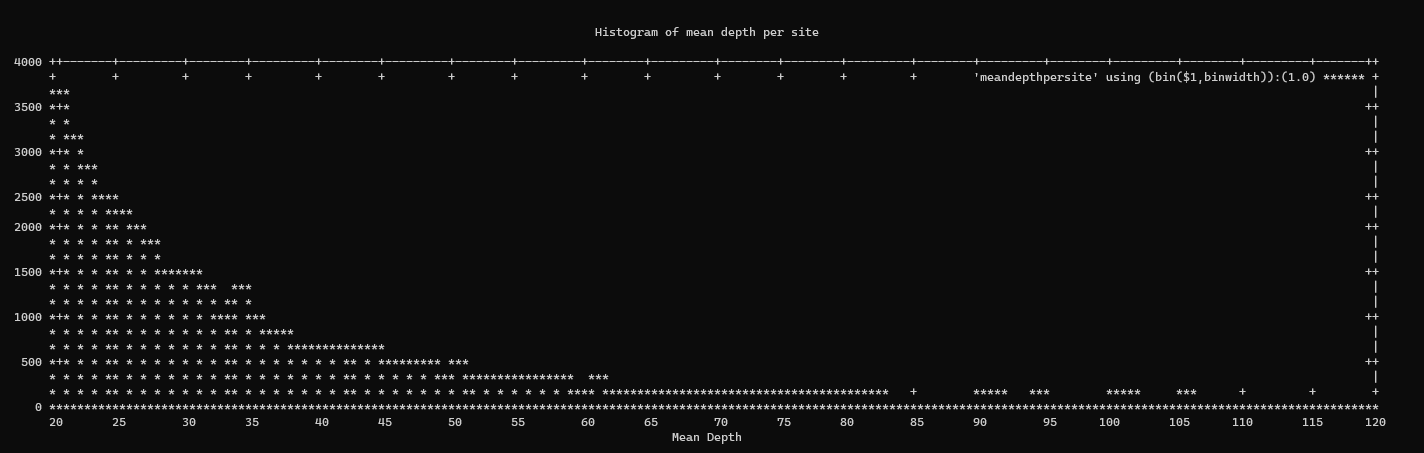 Histogram of mean depth per site
4000
'meandepthpersite' using (bin($1,binwidth)):(1.0) ******
3500
3000
2500
2000
1500
1000
500
0
20 25 30 35 40 45 50 55 60 65 70 75 80 85 90 95 100 105 110 115 120
Mean Depth